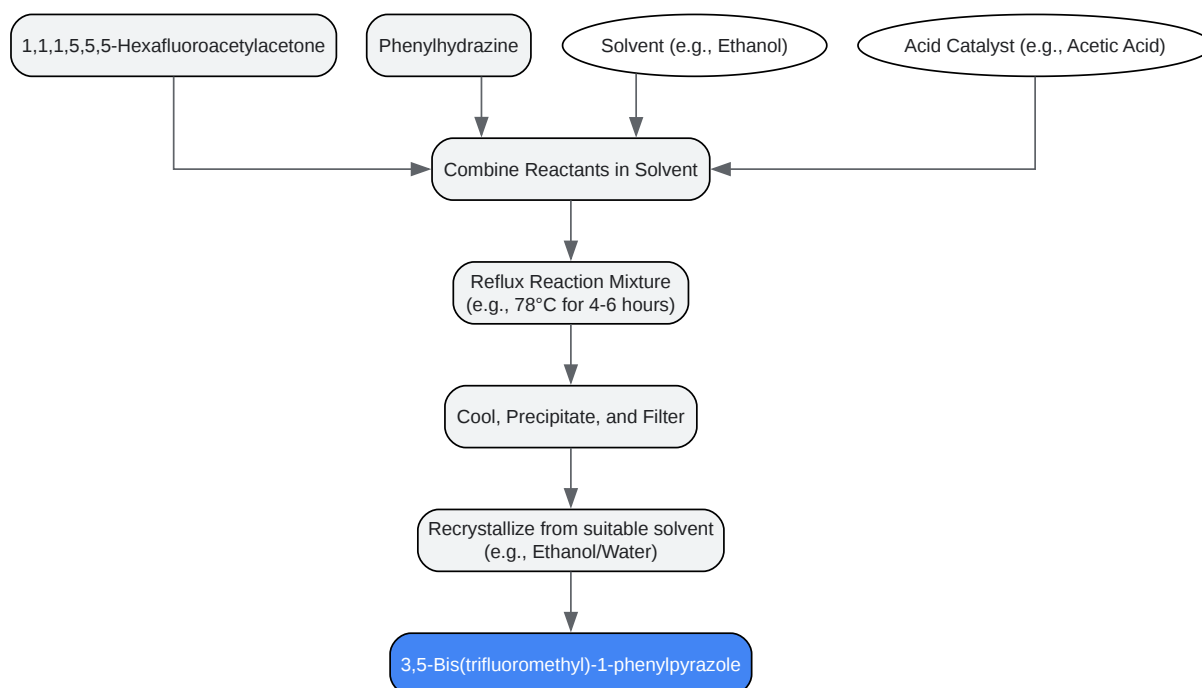 1,1,1,5,5,5-Hexafluoroacetylacetone
Phenylhydrazine
Solvent (e.g., Ethanol)
Acid Catalyst (e.g., Acetic Acid)
Combine Reactants in Solvent
Reflux Reaction Mixture
(e.g., 78°C for 4-6 hours)
Cool, Precipitate, and Filter
Recrystallize from suitable solvent
(e.g., Ethanol/Water)
3,5-Bis(trifluoromethyl)-1-phenylpyrazole